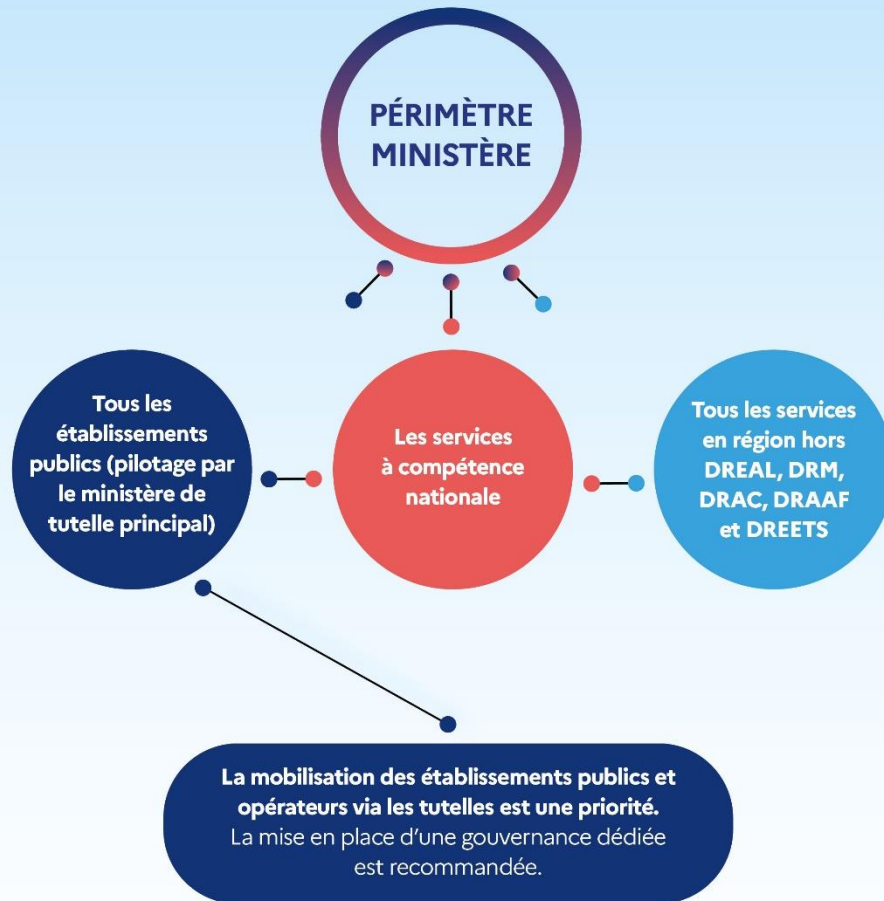 PÉRIMÈTRE
MINISTÈRE
Tous les
établissements
publics (pilotage par
le ministère de
tutelle principal)
Les services
à compétence
nationale
Tous les services
en région hors
DREAL, DRM,
DRAC, DRAAF
et DREETS
La mobilisation des établissements publics et
opérateurs via les tutelles est une priorité.
La mise en place d’une gouvernance dédiée
est recommandée.